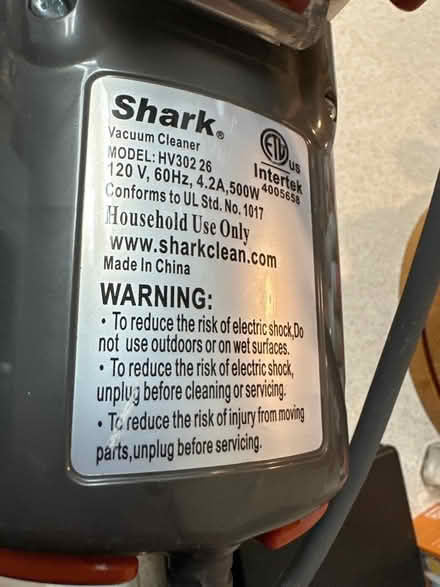 Shark®
Vacuum Cleaner
MODEL: HV302 26
120 V, 60Hz, 4.2A,500W
Conforms to UL Std. No. 1017
ETL US
Intertek
4005658
Household Use Only
www.sharkclean.com
Made In China
WARNING:
· To reduce the risk of electric shock,Do
not use outdoors or on wet surfaces.
· To reduce the risk of electric shock,
unplug before cleaning or servicing.
· To reduce the risk of injury from moving
parts,unplug before servicing.